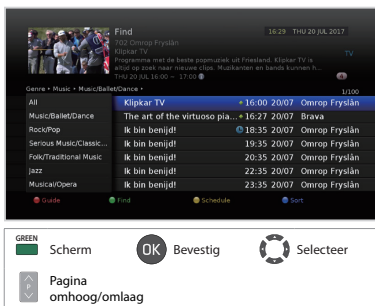 Find
16:29 THU 20 JUL 2017
702 Omrop Fryslân
Klipkar TV
TV
Programma met de beste popmuziek uit Friesland. Klipkar TV is
altijd op zoek naar nieuwe clips. Muzikanten en bands kunnen h...
THU 20 JUL 16:00 ~ 17:00
Genre • Music • Music/Ballet/Dance •
1/100
All
Klipkar TV 16:00 20/07 Omrop Fryslân
Music/Ballet/Dance
The art of the virtuoso pia... 16:27 20/07 Brava
Rock/Pop
Ik bin benijd! 18:35 20/07 Omrop Fryslân
Serious Music/Classic...
Ik bin benijd! 19:35 20/07 Omrop Fryslân
Folk/Traditional Music
Ik bin benijd! 20:35 20/07 Omrop Fryslân
Jazz
Ik bin benijd! 22:35 20/07 Omrop Fryslân
Musical/Opera
Ik bin benijd! 23:35 20/07 Omrop Fryslân
Guide Find Schedule Sort
GREEN
Scherm
OK Bevestig
Selecteer
P
Pagina
omhoog/omlaag